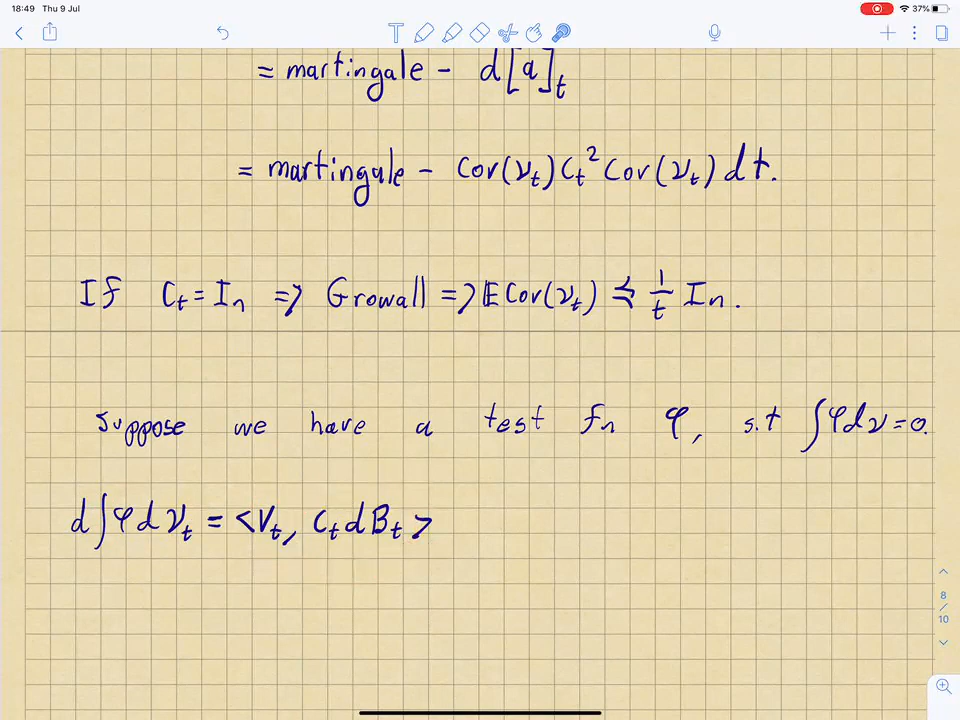 18:49 Thu 9 Jul
37%
= martingale - d[a]_t
= martingale - Cov(ν_t) C_t^2 Cov(ν_t) dt.
If C_t = I_n => Growall => 𝔼 Cov(ν_t) ≼ 1/t I_n.
Suppose we have a test fn φ, s.t ∫φdν=0.
d∫φdν_t = <V_t, C_t dB_t>
8
/
10